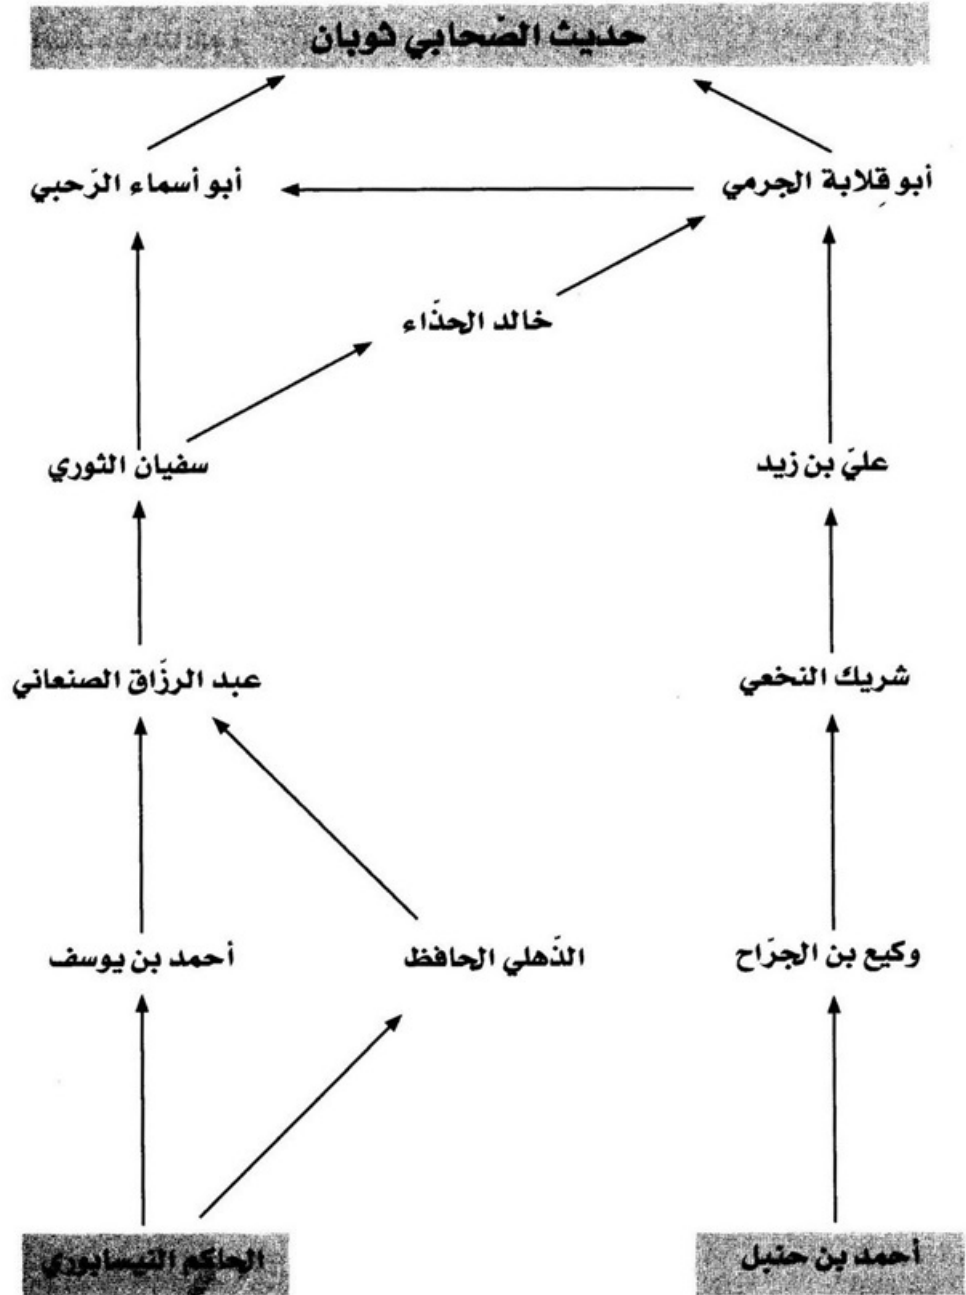 حديث الصّحابي ثوبان
أبو قِلابة الجرمي
أبو أسماء الرّحبي
خالد الحذّاء
عليّ بن زيد
سفيان الثوري
شريك النخعي
عبد الرزّاق الصنعاني
وكيع بن الجرّاح
الذّهلي الحافظ
أحمد بن يوسف
أحمد بن حنبل
الحاكم النيسابوري